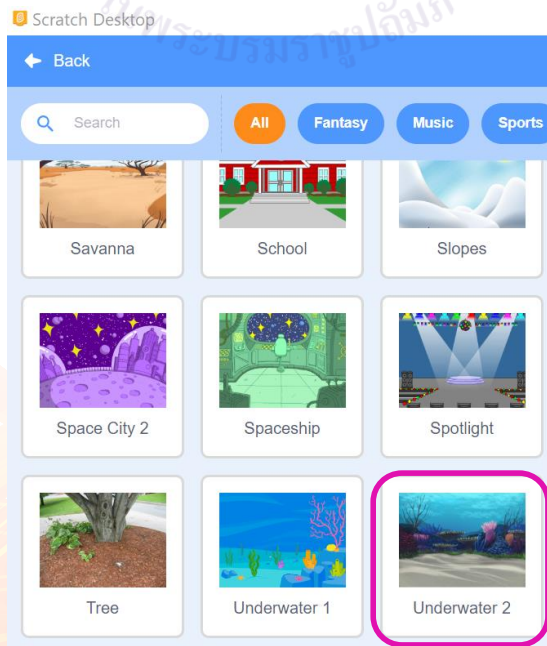 Scratch Desktop
Back
Search
All
Fantasy
Music
Sports
Savanna
School
Slopes
Space City 2
Spaceship
Spotlight
Tree
Underwater 1
Underwater 2